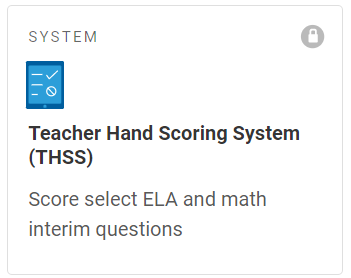 SYSTEM
Teacher Hand Scoring System
(THSS)
Score select ELA and math
interim questions